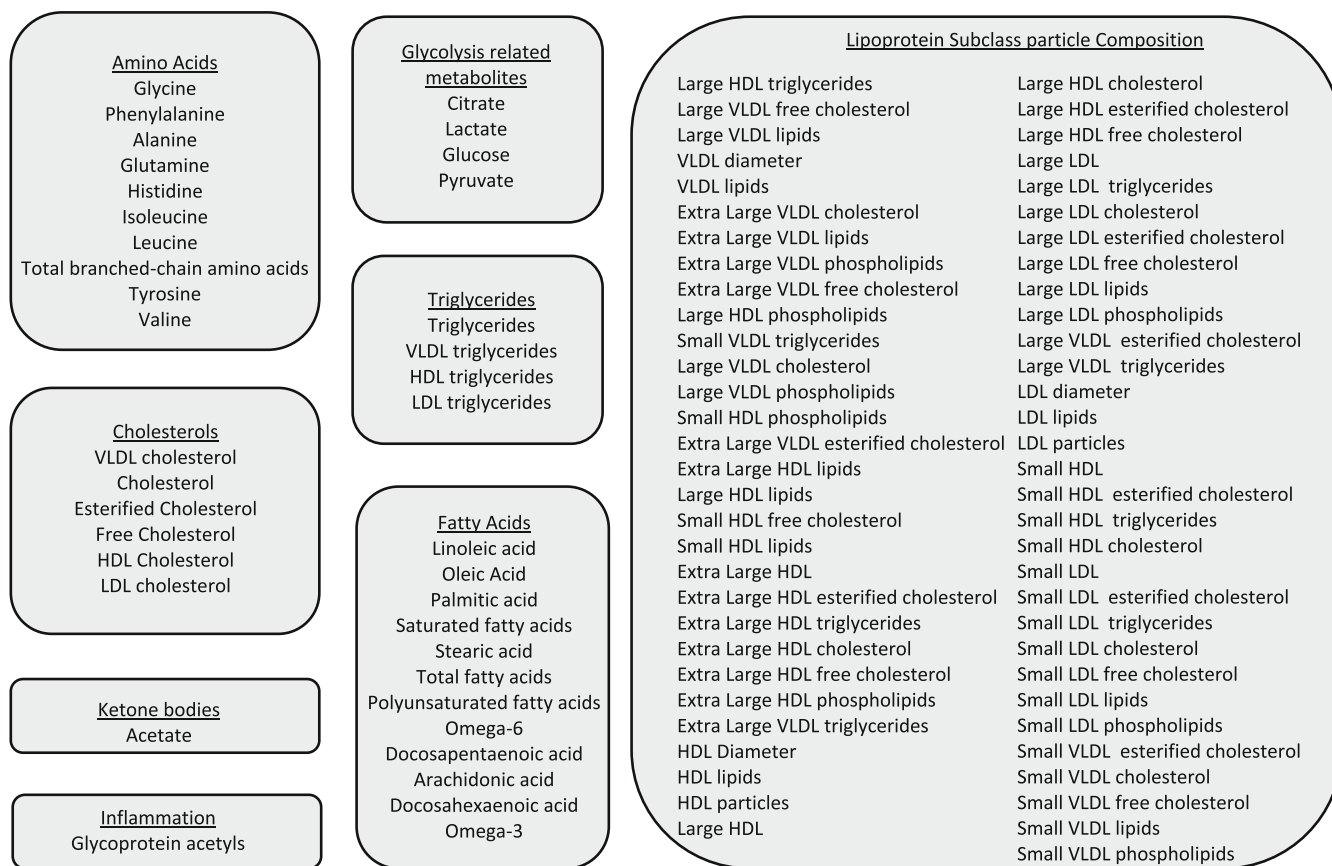 Amino Acids
Glycine
Phenylalanine
Alanine
Glutamine
Histidine
Isoleucine
Leucine
Total branched-chain amino acids
Tyrosine
Valine
Cholesterols
VLDL cholesterol
Cholesterol
Esterified Cholesterol
Free Cholesterol
HDL Cholesterol
LDL cholesterol
Ketone bodies
Acetate
Inflammation
Glycoprotein acetyls
Glycolysis related
metabolites
Citrate
Lactate
Glucose
Pyruvate
Triglycerides
Triglycerides
VLDL triglycerides
HDL triglycerides
LDL triglycerides
Fatty Acids
Linoleic acid
Oleic Acid
Palmitic acid
Saturated fatty acids
Stearic acid
Total fatty acids
Polyunsaturated fatty acids
Omega-6
Docosapentaenoic acid
Arachidonic acid
Docosahexaenoic acid
Omega-3
Lipoprotein Subclass particle Composition
Large HDL triglycerides
Large VLDL free cholesterol
Large VLDL lipids
VLDL diameter
VLDL lipids
Extra Large VLDL cholesterol
Extra Large VLDL lipids
Extra Large VLDL phospholipids
Extra Large VLDL free cholesterol
Large HDL phospholipids
Small VLDL triglycerides
Large VLDL cholesterol
Large VLDL phospholipids
Small HDL phospholipids
Extra Large VLDL esterified cholesterol
Extra Large HDL lipids
Large HDL lipids
Small HDL free cholesterol
Small HDL lipids
Extra Large HDL
Extra Large HDL esterified cholesterol
Extra Large HDL triglycerides
Extra Large HDL cholesterol
Extra Large HDL free cholesterol
Extra Large HDL phospholipids
Extra Large VLDL triglycerides
HDL Diameter
HDL lipids
HDL particles
Large HDL
Large HDL cholesterol
Large HDL esterified cholesterol
Large HDL free cholesterol
Large LDL
Large LDL triglycerides
Large LDL cholesterol
Large LDL esterified cholesterol
Large LDL free cholesterol
Large LDL lipids
Large LDL phospholipids
Large VLDL esterified cholesterol
Large VLDL triglycerides
LDL diameter
LDL lipids
LDL particles
Small HDL
Small HDL esterified cholesterol
Small HDL triglycerides
Small HDL cholesterol
Small LDL
Small LDL esterified cholesterol
Small LDL triglycerides
Small LDL cholesterol
Small LDL free cholesterol
Small LDL lipids
Small LDL phospholipids
Small VLDL esterified cholesterol
Small VLDL cholesterol
Small VLDL free cholesterol
Small VLDL lipids
Small VLDL phospholipids